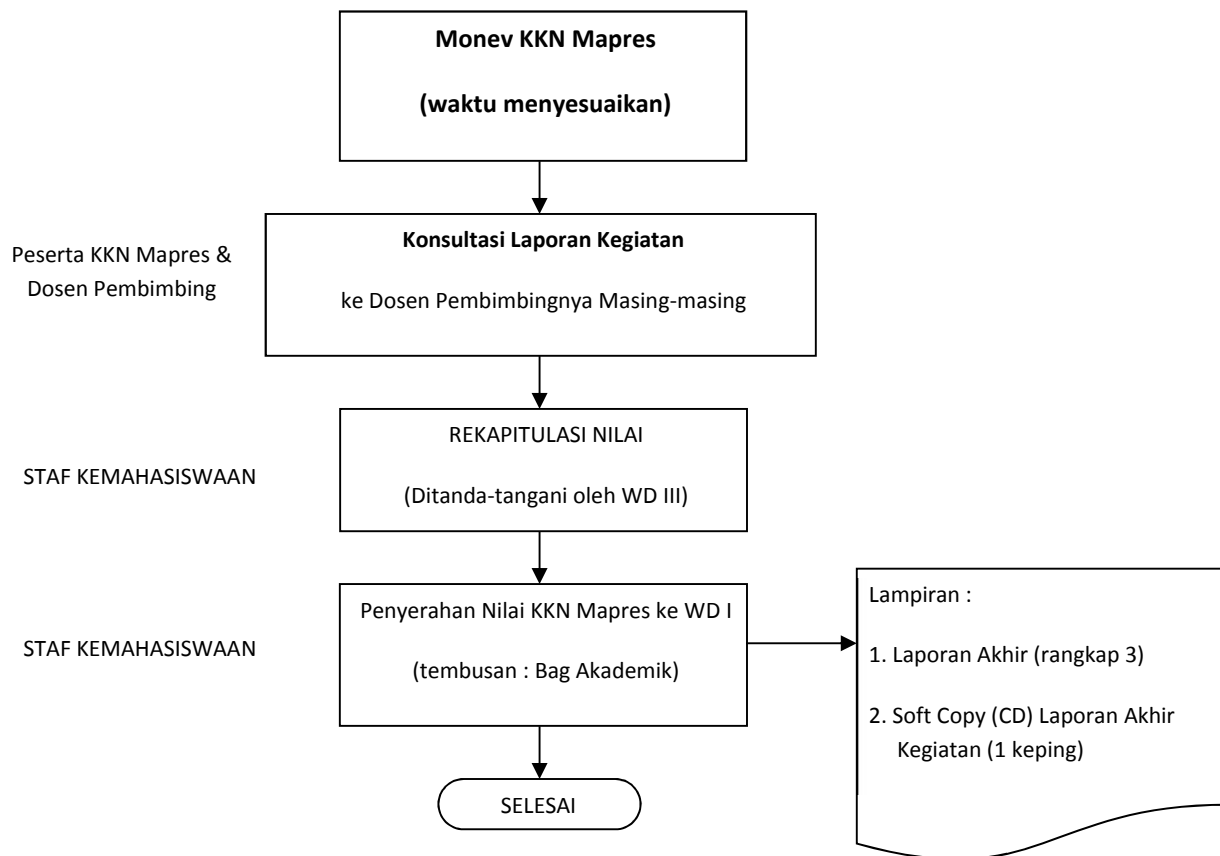 Monev KKN Mapres
(waktu menyesuaikan)
Peserta KKN Mapres &
Dosen Pembimbing
Konsultasi Laporan Kegiatan
ke Dosen Pembimbingnya Masing-masing
STAF KEMAHASISWAAN
REKAPITULASI NILAI
(Ditanda-tangani oleh WD III)
STAF KEMAHASISWAAN
Penyerahan Nilai KKN Mapres ke WD I
(tembusan : Bag Akademik)
Lampiran :
1. Laporan Akhir (rangkap 3)
2. Soft Copy (CD) Laporan Akhir
Kegiatan (1 keping)
SELESAI